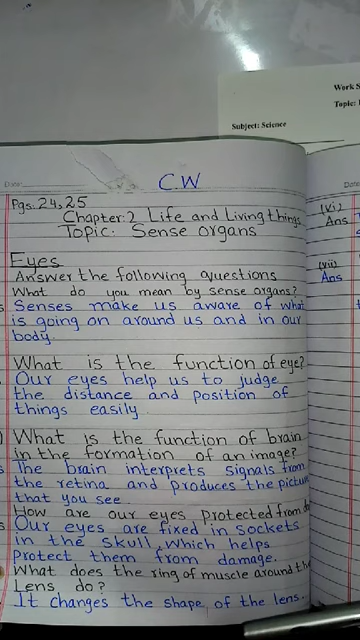 Work S
Topic:
Subject: Science
Date:
C.W
Pgs: 24,25
Chapter:2 Life and Living things
Topic: Sense organs
Eyes
Answer the following questions
What do you mean by sense organs?
Senses make us aware of what
is going on around us and in our
body.
What is the function of eye?
Our eyes help us to judge
the distance and position of
things easily
What is the function of brain
in the formation of an image?
The brain interprets signals from
the retina and produces the picture
that you see
How are our eyes protected from
Our eyes are fixed in sockets
in the skull, which helps
protect them from damage.
What does the ring of muscle around the
Lens do?
It changes the shape of the lens.
Date:
(vi)
Ans
(vii)
Ans